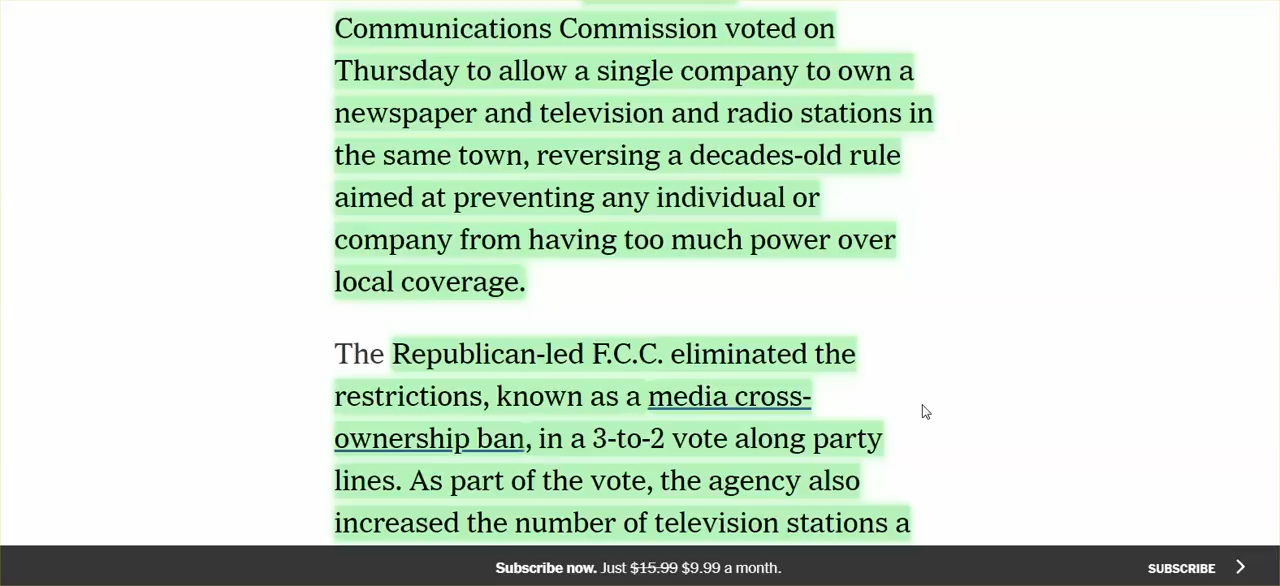 Communications Commission voted on
Thursday to allow a single company to own a
newspaper and television and radio stations in
the same town, reversing a decades-old rule
aimed at preventing any individual or
company from having too much power over
local coverage.
The Republican-led F.C.C. eliminated the
restrictions, known as a media cross-
ownership ban, in a 3-to-2 vote along party
lines. As part of the vote, the agency also
increased the number of television stations a
Subscribe now. Just $15.99 $9.99 a month.
SUBSCRIBE